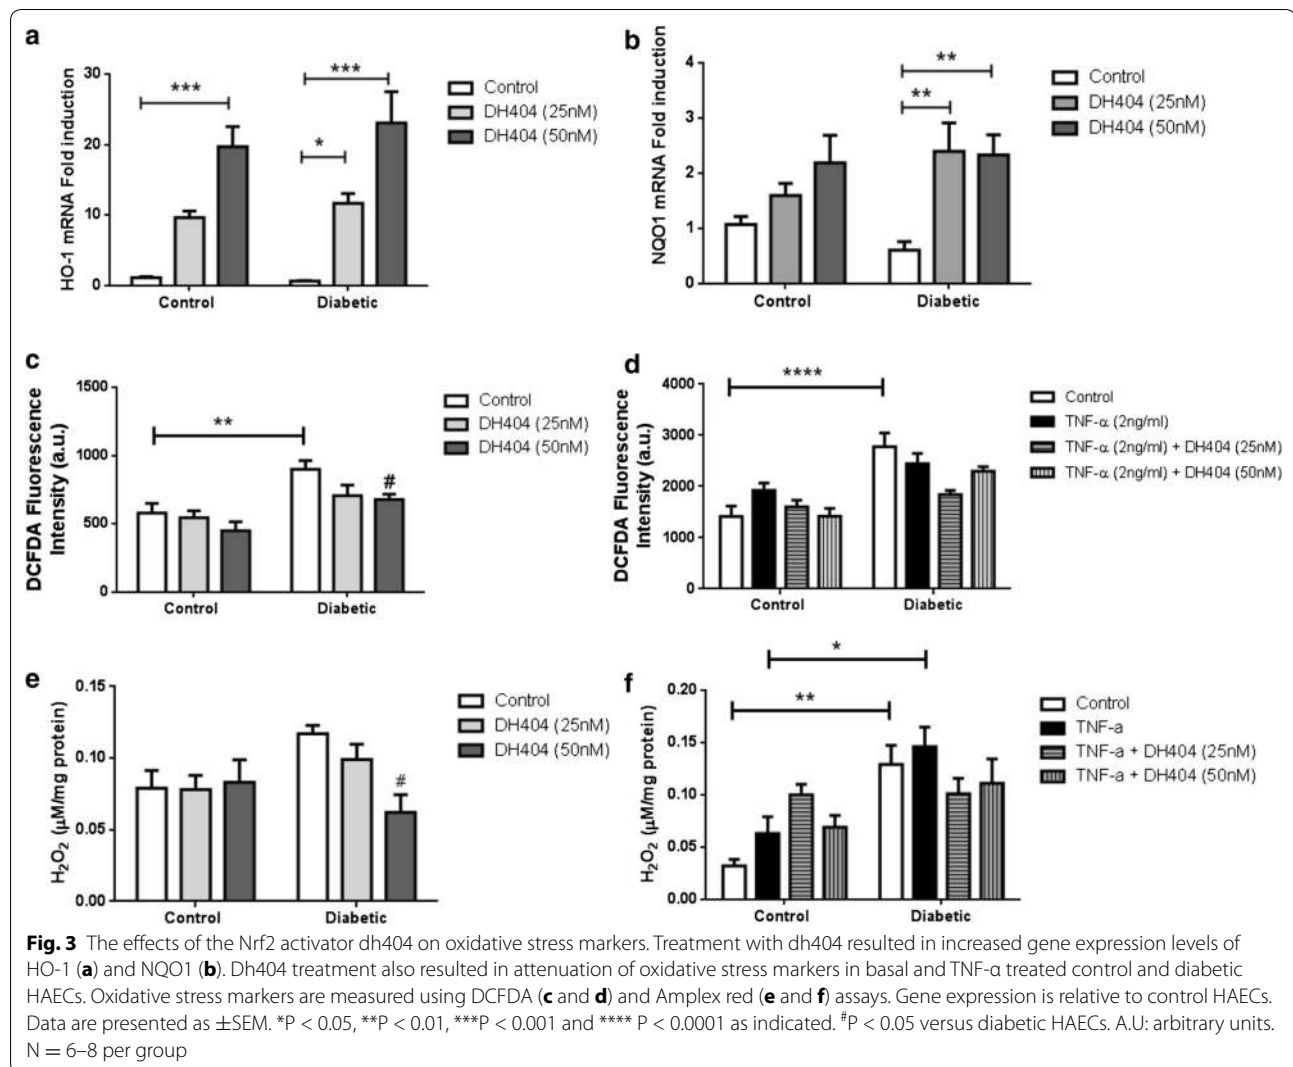 a
HO-1 mRNA Fold induction
30
20
10
0
***
***
*
Control
Diabetic
Control
DH404 (25nM)
DH404 (50nM)
b
NQO1 mRNA Fold induction
4
3
2
1
0
**
**
Control
Diabetic
Control
DH404 (25nM)
DH404 (50nM)
c
DCFDA Fluorescence
Intensity (a.u.)
1500
1000
500
0
**
#
Control
Diabetic
Control
DH404 (25nM)
DH404 (50nM)
d
DCFDA Fluorescence
Intensity (a.u.)
4000
3000
2000
1000
0
****
Control
Diabetic
Control
TNF-α (2ng/ml)
TNF-α (2ng/ml) + DH404 (25nM)
TNF-α (2ng/ml) + DH404 (50nM)
e
H₂O₂ (µM/mg protein)
0.15
0.10
0.05
0.00
#
Control
Diabetic
Control
DH404 (25nM)
DH404 (50nM)
f
H₂O₂ (µM/mg protein)
0.20
0.15
0.10
0.05
0.00
*
**
Control
Diabetic
Control
TNF-a
TNF-a + DH404 (25nM)
TNF-a + DH404 (50nM)
Fig. 3 The effects of the Nrf2 activator dh404 on oxidative stress markers. Treatment with dh404 resulted in increased gene expression levels of
HO-1 (a) and NQO1 (b). Dh404 treatment also resulted in attenuation of oxidative stress markers in basal and TNF-α treated control and diabetic
HAECs. Oxidative stress markers are measured using DCFDA (c and d) and Amplex red (e and f) assays. Gene expression is relative to control HAECs.
Data are presented as ±SEM. *P < 0.05, **P < 0.01, ***P < 0.001 and **** P < 0.0001 as indicated. #P < 0.05 versus diabetic HAECs. A.U: arbitrary units.
N = 6–8 per group